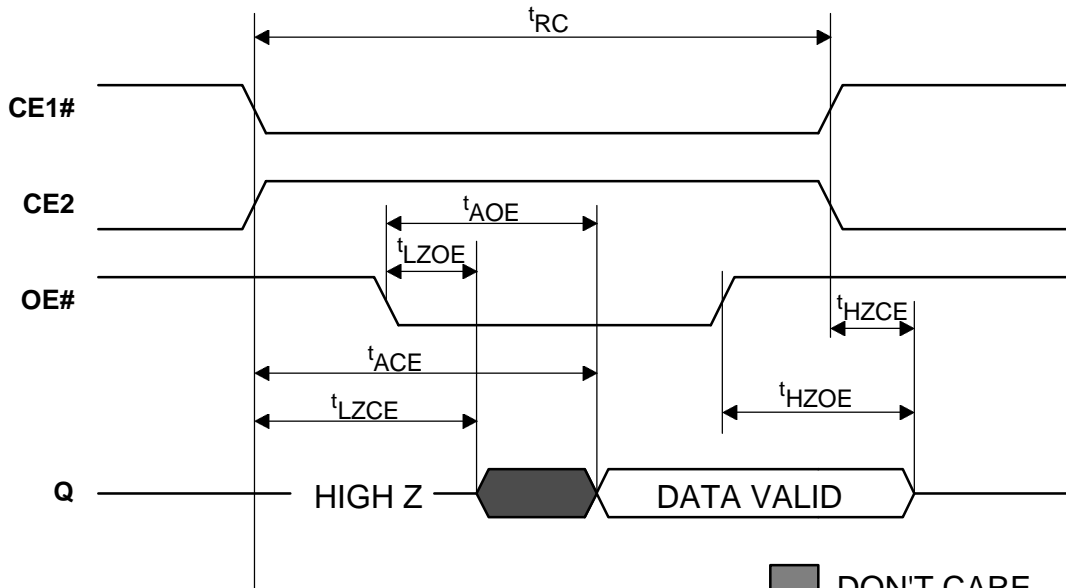 tRC
CE1#
CE2
tAOE
tLZOE
OE#
tHZCE
tACE
tHZOE
tLZCE
Q
HIGH Z
DATA VALID
DON'T CARE